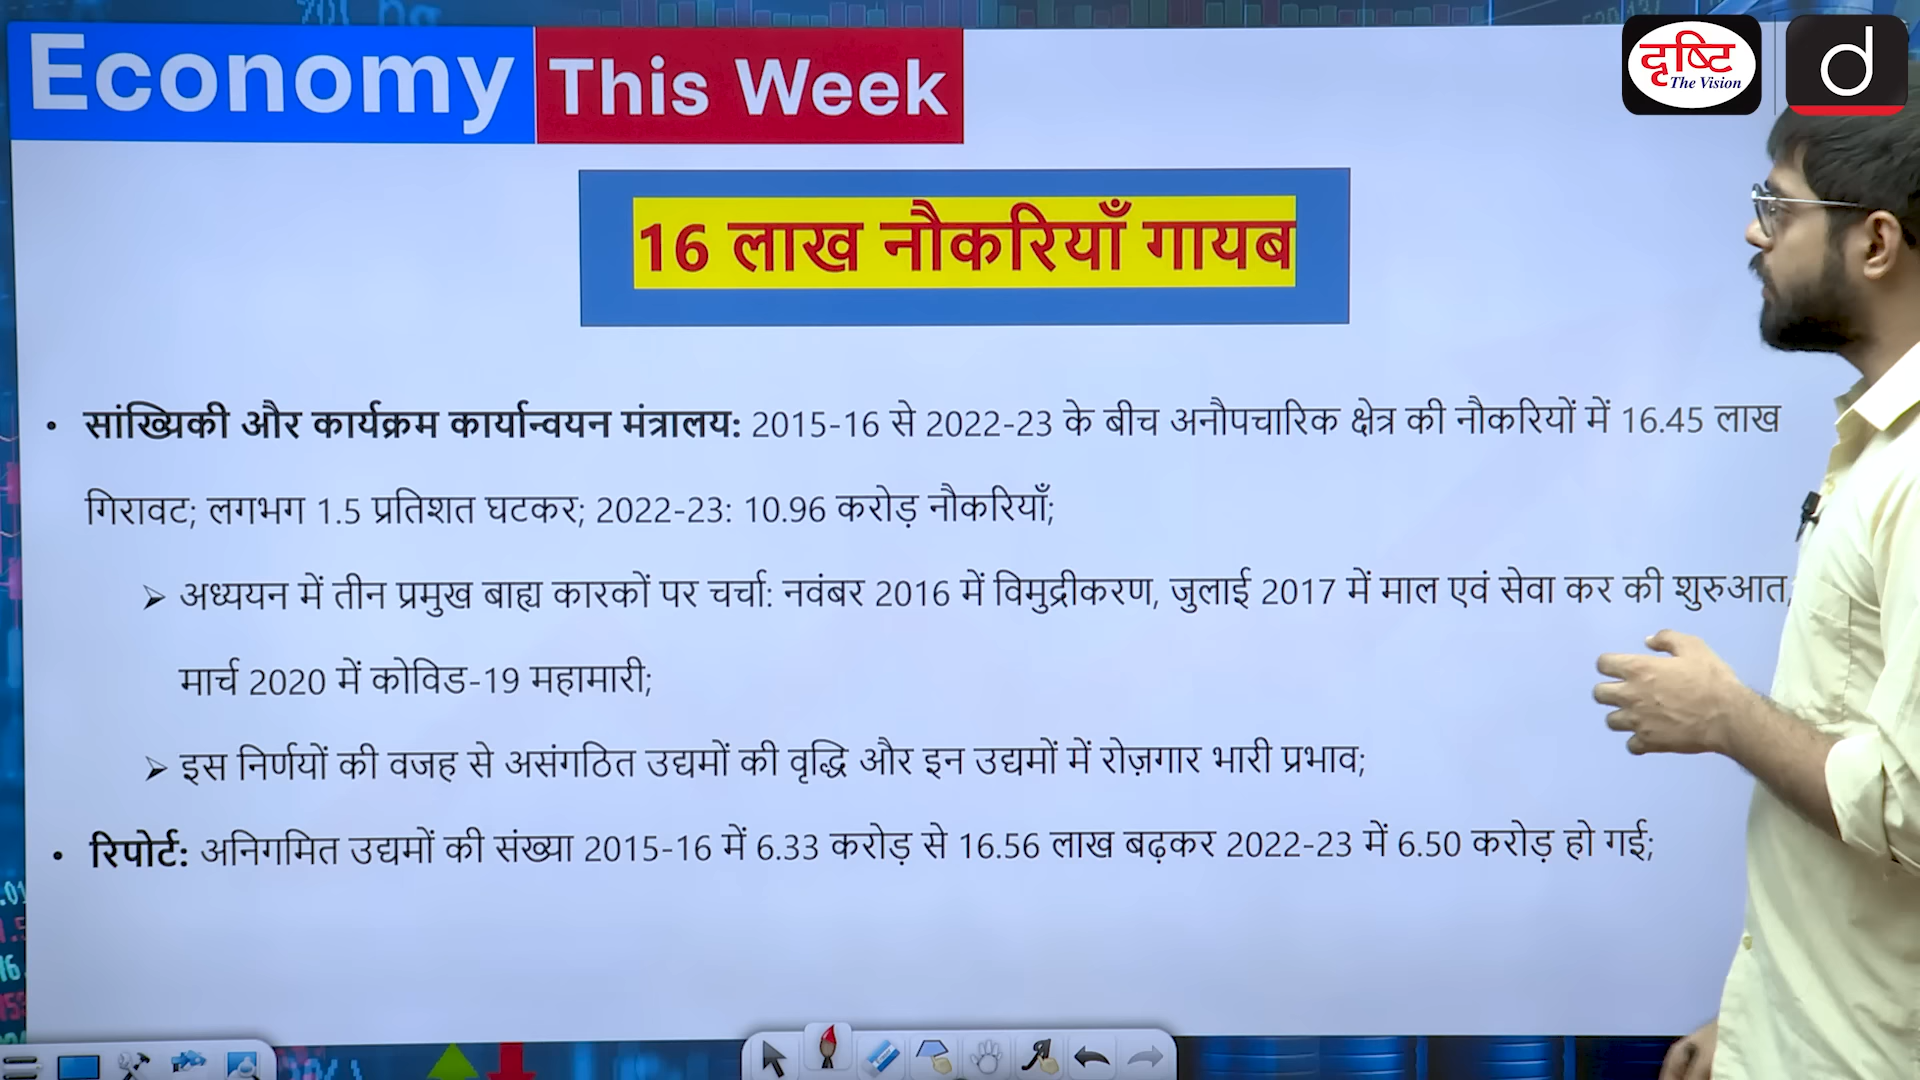 Economy This Week
दृष्टि
The Vision
d
16 लाख नौकरियाँ गायब
• सांख्यिकी और कार्यक्रम कार्यान्वयन मंत्रालय: 2015-16 से 2022-23 के बीच अनौपचारिक क्षेत्र की नौकरियों में 16.45 लाख
गिरावट; लगभग 1.5 प्रतिशत घटकर; 2022-23: 10.96 करोड़ नौकरियाँ;
➢ अध्ययन में तीन प्रमुख बाह्य कारकों पर चर्चा: नवंबर 2016 में विमुद्रीकरण, जुलाई 2017 में माल एवं सेवा कर की शुरुआत,
मार्च 2020 में कोविड-19 महामारी;
➢ इस निर्णयों की वजह से असंगठित उद्यमों की वृद्धि और इन उद्यमों में रोज़गार भारी प्रभाव;
• रिपोर्ट: अनिगमित उद्यमों की संख्या 2015-16 में 6.33 करोड़ से 16.56 लाख बढ़कर 2022-23 में 6.50 करोड़ हो गई;